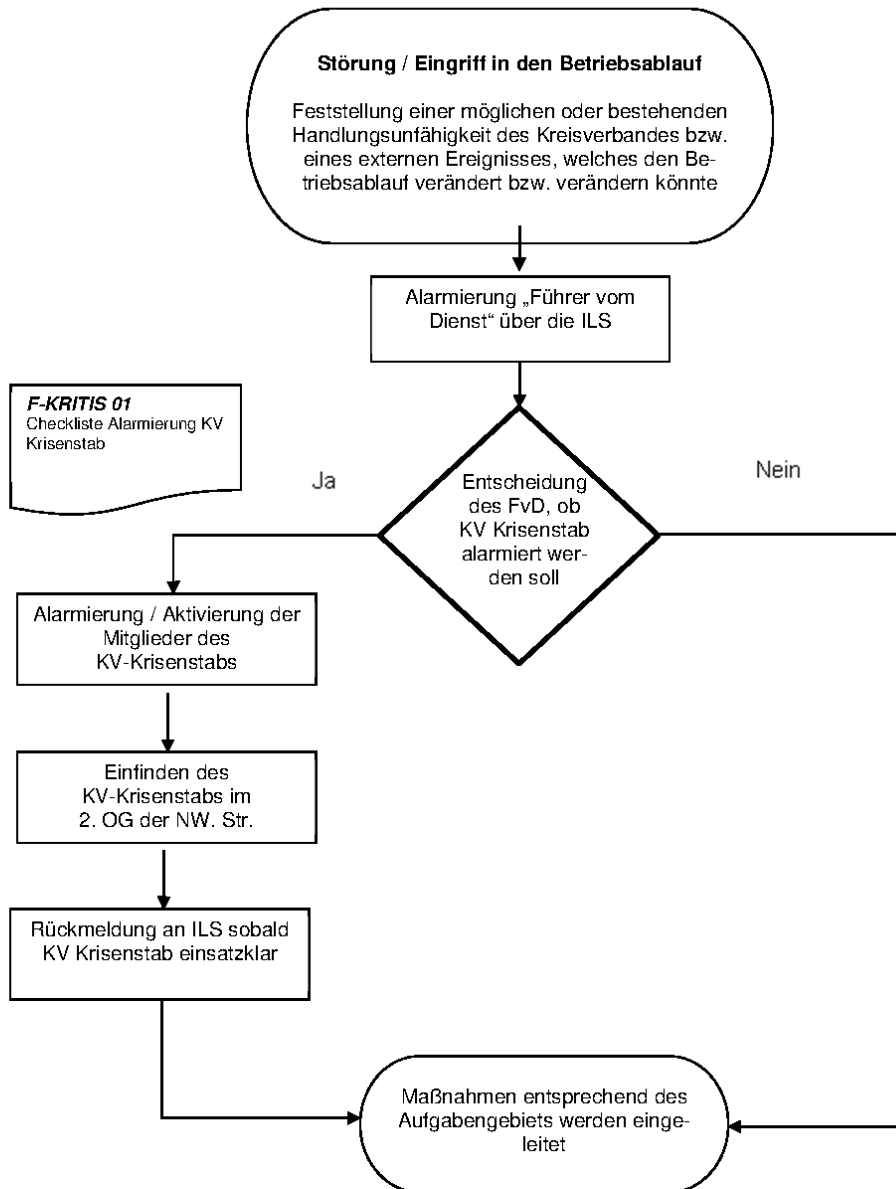 Störung / Eingriff in den Betriebsablauf
Feststellung einer möglichen oder bestehenden
Handlungsunfähigkeit des Kreisverbandes bzw.
eines externen Ereignisses, welches den Be-
triebsablauf verändert bzw. verändern könnte
Alarmierung „Führer vom
Dienst“ über die ILS
F-KRITIS 01
Checkliste Alarmierung KV
Krisenstab
Ja
Entscheidung
des FvD, ob
KV Krisenstab
alarmiert wer-
den soll
Nein
Alarmierung / Aktivierung der
Mitglieder des
KV-Krisenstabs
Einfinden des
KV-Krisenstabs im
2. OG der NW. Str.
Rückmeldung an ILS sobald
KV Krisenstab einsatzklar
Maßnahmen entsprechend des
Aufgabengebiets werden einge-
leitet